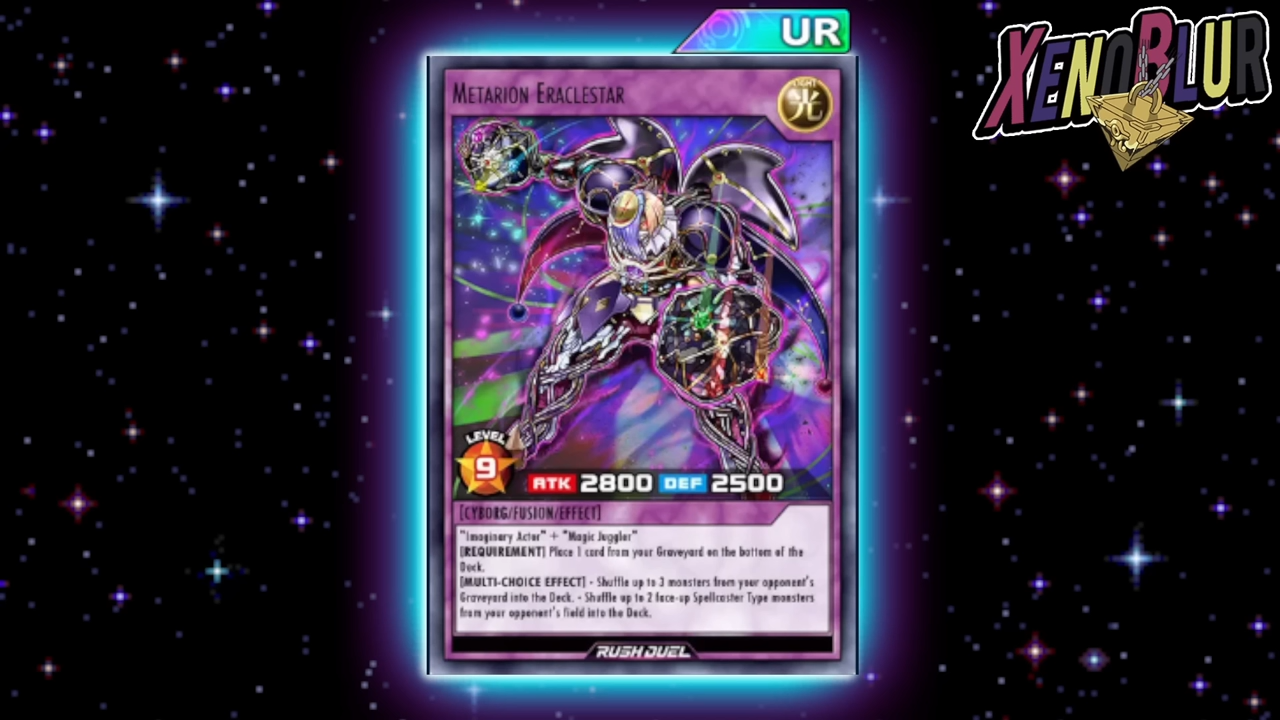 UR
XENOBLUR
METARION ERACLESTAR
LIGHT
光
LEVEL
9
ATK 2800 DEF 2500
[CYBORG/FUSION/EFFECT]
"Imaginary Actor" + "Magic Juggler"
[REQUIREMENT] Place 1 card from your Graveyard on the bottom of the
Deck.
[MULTI-CHOICE EFFECT] - Shuffle up to 3 monsters from your opponent's
Graveyard into the Deck. - Shuffle up to 2 face-up Spellcaster Type monsters
from your opponent's field into the Deck.
RUSH DUEL